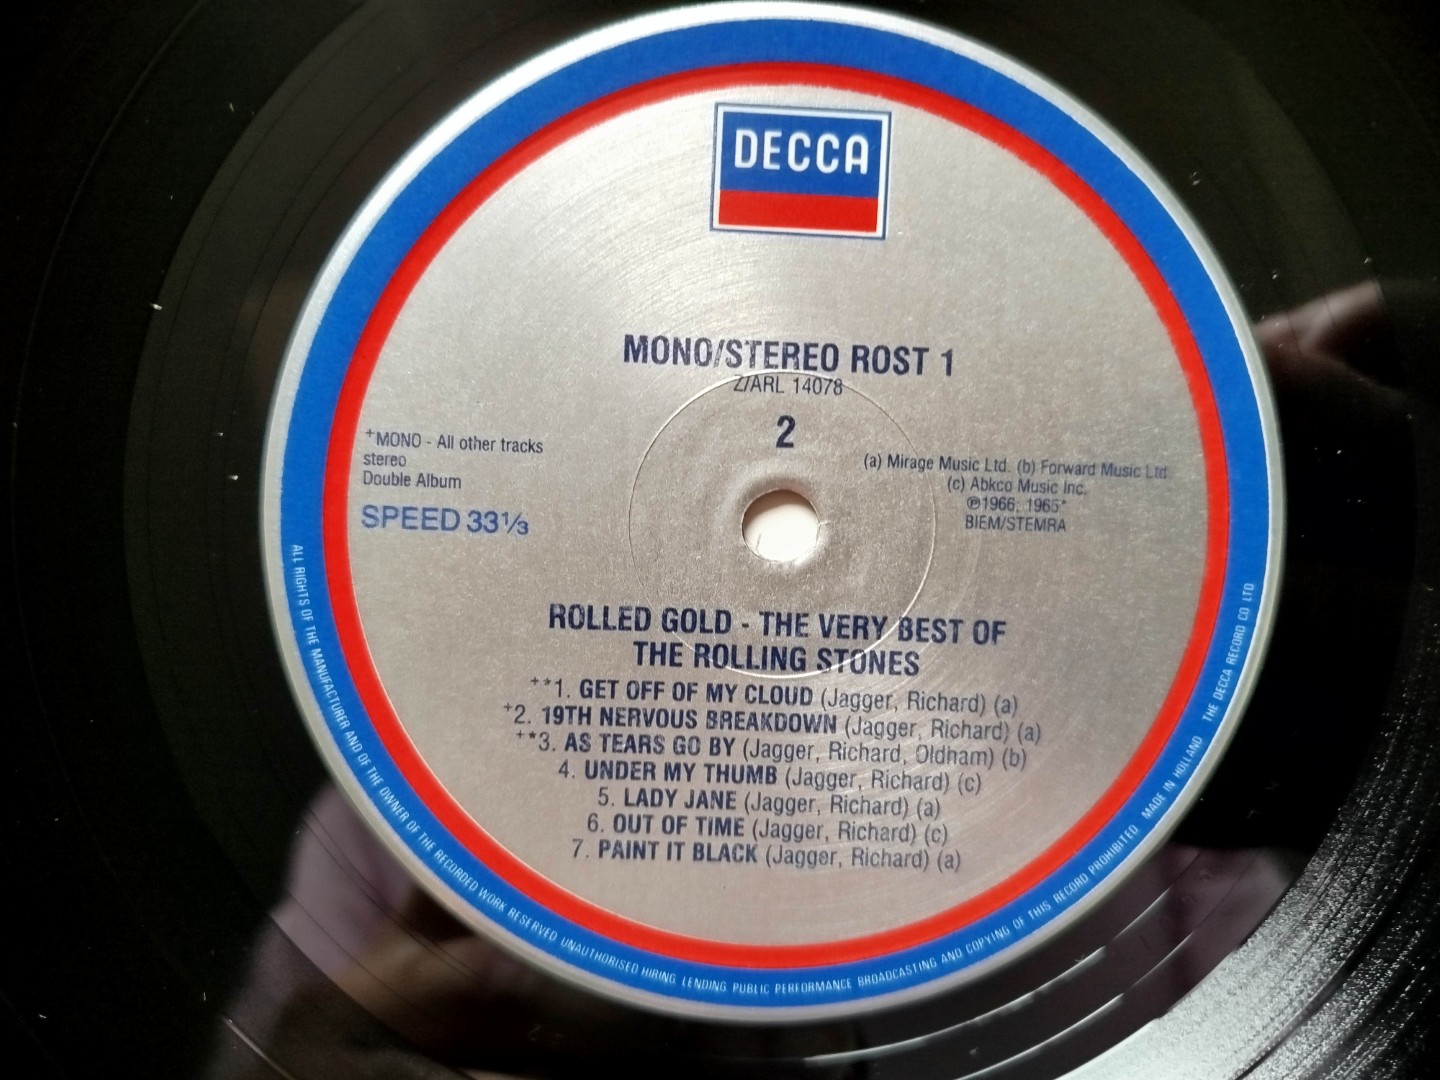 DECCA
MONO/STEREO ROST 1
Z/ARL 14078
2
+MONO - All other tracks
stereo
Double Album
SPEED 33⅓
(a) Mirage Music Ltd. (b) Forward Music Ltd
(c) Abkco Music Inc.
℗1966; 1965*
BIEM/STEMRA
ROLLED GOLD - THE VERY BEST OF
THE ROLLING STONES
+*1. GET OFF OF MY CLOUD (Jagger, Richard) (a)
+2. 19TH NERVOUS BREAKDOWN (Jagger, Richard) (a)
+*3. AS TEARS GO BY (Jagger, Richard, Oldham) (b)
4. UNDER MY THUMB (Jagger, Richard) (c)
5. LADY JANE (Jagger, Richard) (a)
6. OUT OF TIME (Jagger, Richard) (c)
7. PAINT IT BLACK (Jagger, Richard) (a)
ALL RIGHTS OF THE MANUFACTURER AND OF THE OWNER OF THE RECORDED WORK RESERVED UNAUTHORISED HIRING LENDING PUBLIC PERFORMANCE BROADCASTING AND COPYING OF THIS RECORD PROHIBITED MADE IN HOLLAND THE DECCA RECORD CO LTD